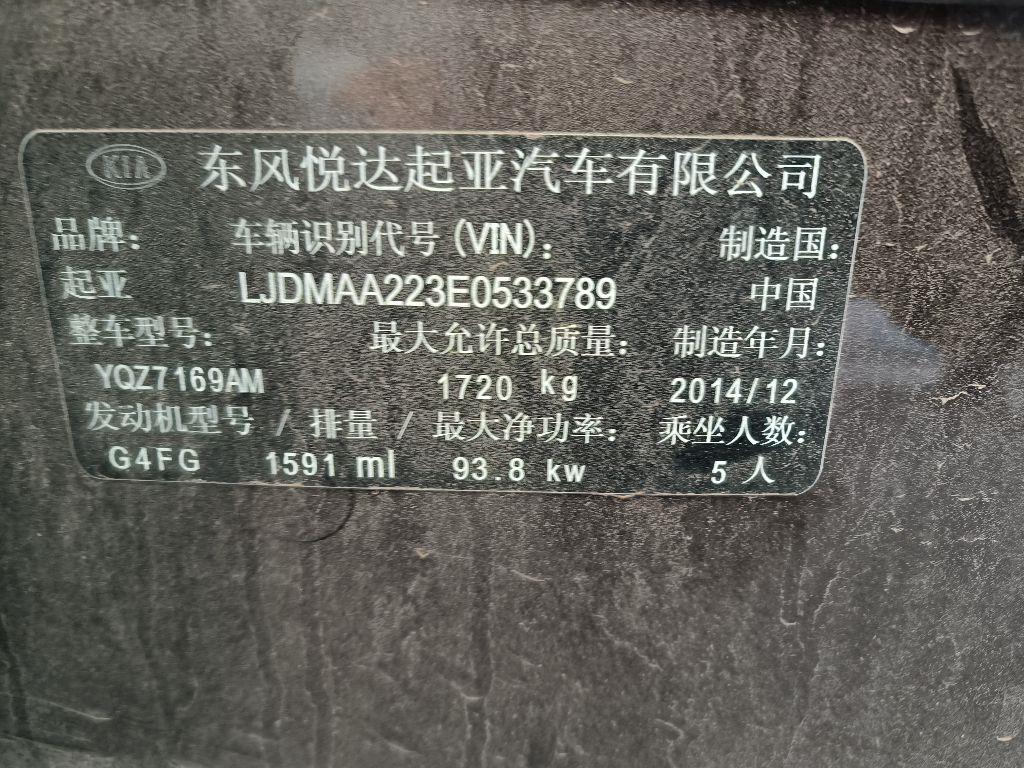 KIA 东风悦达起亚汽车有限公司
品牌： 车辆识别代号(VIN)： 制造国：
起亚 LJDMAA223E0533789 中国
整车型号： 最大允许总质量： 制造年月：
YQZ7169AM 1720 kg 2014/12
发动机型号 / 排量 / 最大净功率： 乘坐人数：
G4FG 1591 ml 93.8 kw 5 人